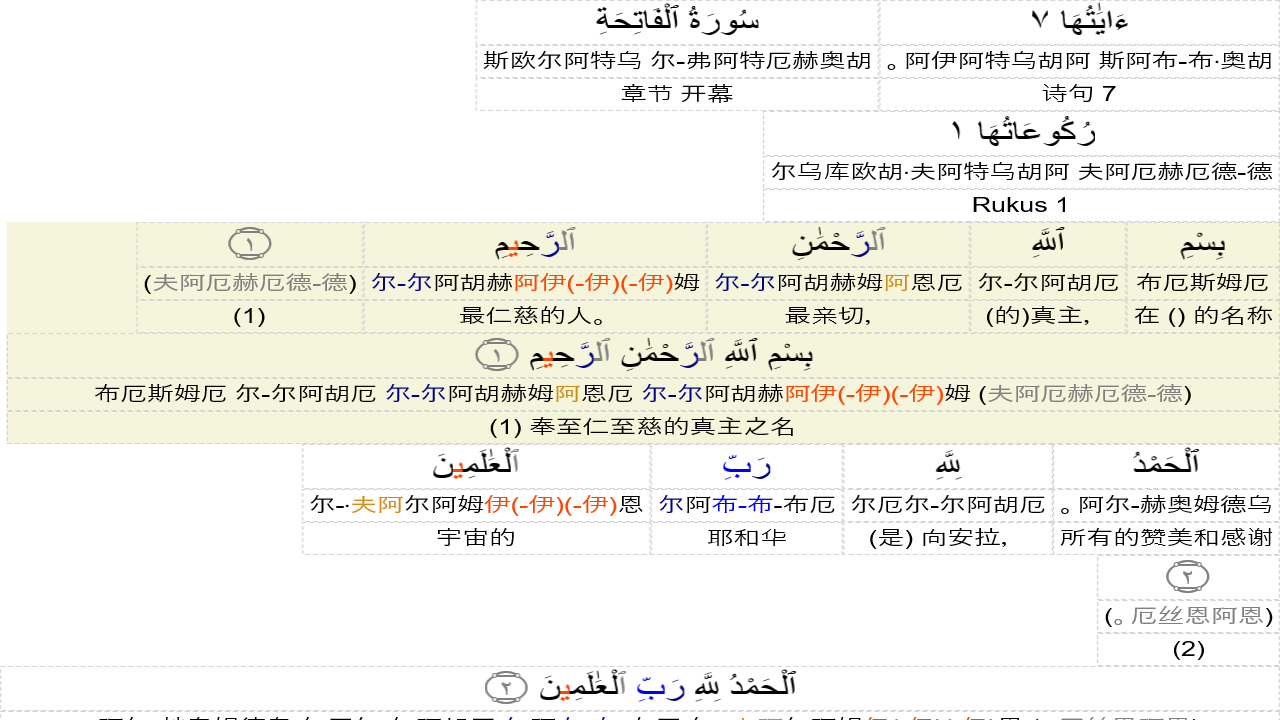 سُورَةُ ٱلْفَاتِحَةِ ءَايَٰتُهَا ٧
斯欧尔阿特乌 尔-弗阿特厄赫奥胡 。阿伊阿特乌胡阿 斯阿布-布·奥胡
章节 开幕 诗句 7
رُكُوعَاتُهَا ١
尔乌库欧胡·夫阿特乌胡阿 夫阿厄赫厄德-德
Rukus 1
بِسْمِ ٱللَّهِ ٱلرَّحْمَٰنِ ٱلرَّحِيمِ ١
(夫阿厄赫厄德-德) 尔-尔阿胡赫阿伊(-伊)(-伊)姆 尔-尔阿胡赫姆阿恩厄 尔-尔阿胡厄 布厄斯姆厄
(1) 最仁慈的人。 最亲切, (的)真主, 在 () 的名称
بِسْمِ ٱللَّهِ ٱلرَّحْمَٰنِ ٱلرَّحِيمِ ١
布厄斯姆厄 尔-尔阿胡厄 尔-尔阿胡赫姆阿恩厄 尔-尔阿胡赫阿伊(-伊)(-伊)姆 (夫阿厄赫厄德-德)
(1) 奉至仁至慈的真主之名
ٱلْحَمْدُ لِلَّهِ رَبِّ ٱلْعَٰلَمِينَ
尔-·夫阿尔阿姆伊(-伊)(-伊)恩 尔阿布-布-布厄 尔厄尔-尔阿胡厄 。阿尔-赫奥姆德乌
宇宙的 耶和华 (是) 向安拉, 所有的赞美和感谢
٢
(。厄丝恩阿恩)
(2)
ٱلْحَمْدُ لِلَّهِ رَبِّ ٱلْعَٰلَمِينَ ٢